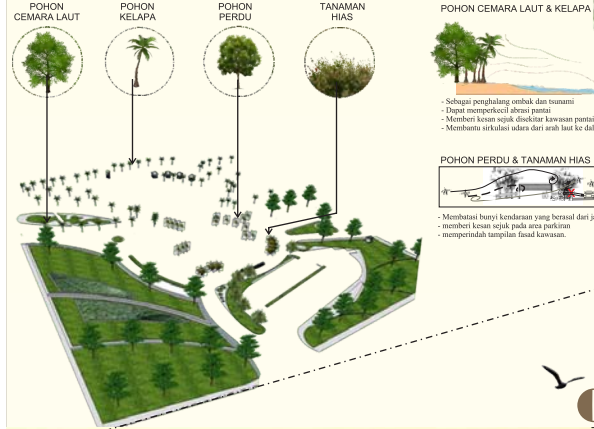 POHON
CEMARA LAUT
POHON
KELAPA
POHON
PERDU
TANAMAN
HIAS
POHON CEMARA LAUT & KELAPA
- Sebagai penghalang ombak dan tsunami
- Dapat memperkecil abrasi pantai
- Memberi kesan sejuk disekitar kawasan pantai
- Membantu sirkulasi udara dari arah laut ke
POHON PERDU & TANAMAN HIAS
- Membatasi bunyi kendaraan yang berasal dari
- memberi kesan sejuk pada area parkiran
- memperindah tampilan fasad kawasan.